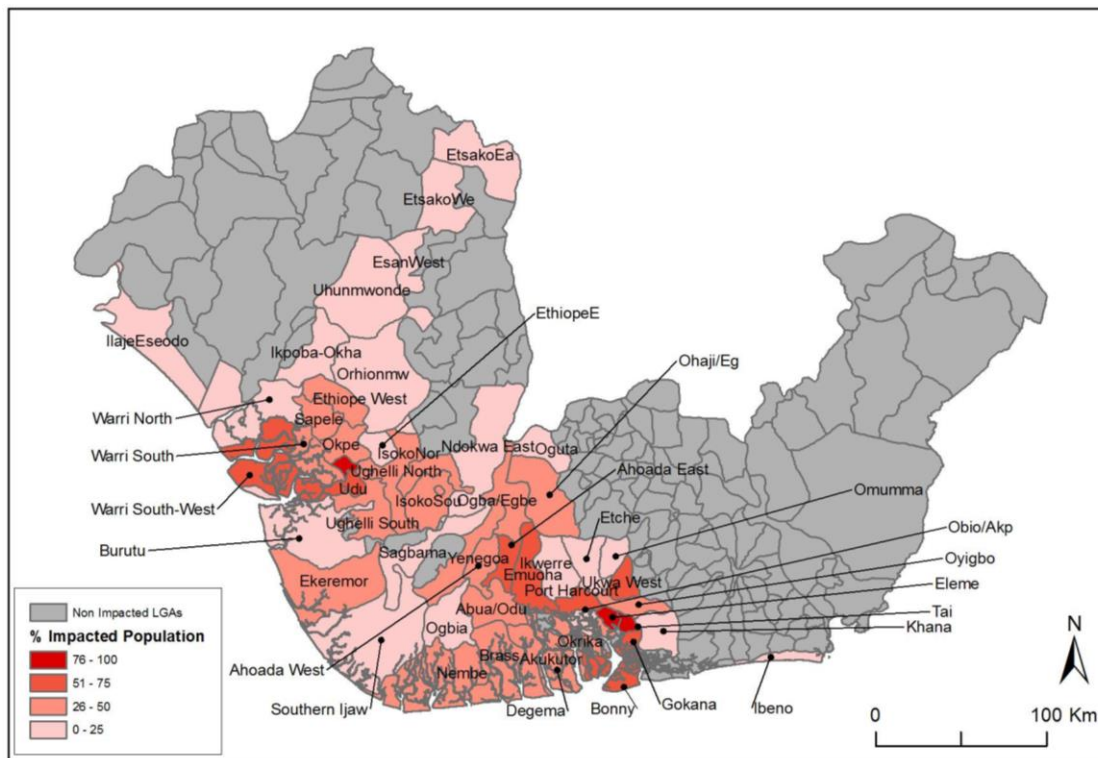 EtsakoEa
EtsakoWe
EsanWest
Uhunmwonde
EthiopeE
IlajeEseodo
Ikpoba-Okha
Ohaji/Eg
Orhionmw
Warri North
Ethiope West
Sapele
Warri South
Okpe
IsokoNor
Ndokwa East
Oguta
Ahoada East
Ughelli North
Omumma
Warri South-West
Udu
IsokoSou
Ogba/Egbe
Etche
Obio/Akp
Ughelli South
Burutu
Sagbama
Yenegoa
Ikwerre
Oyigbo
Emuoha
Ukwa West
Eleme
Ekeremor
Port Harcourt
Tai
Abua/Odu
Khana
Ogbia
Okrika
N
Ahoada West
Brass
Akukutor
Nembe
Southern Ijaw
Degema
Bonny
Gokana
Ibeno
0 100 Km
Non Impacted LGAs
% Impacted Population
76 - 100
51 - 75
26 - 50
0 - 25